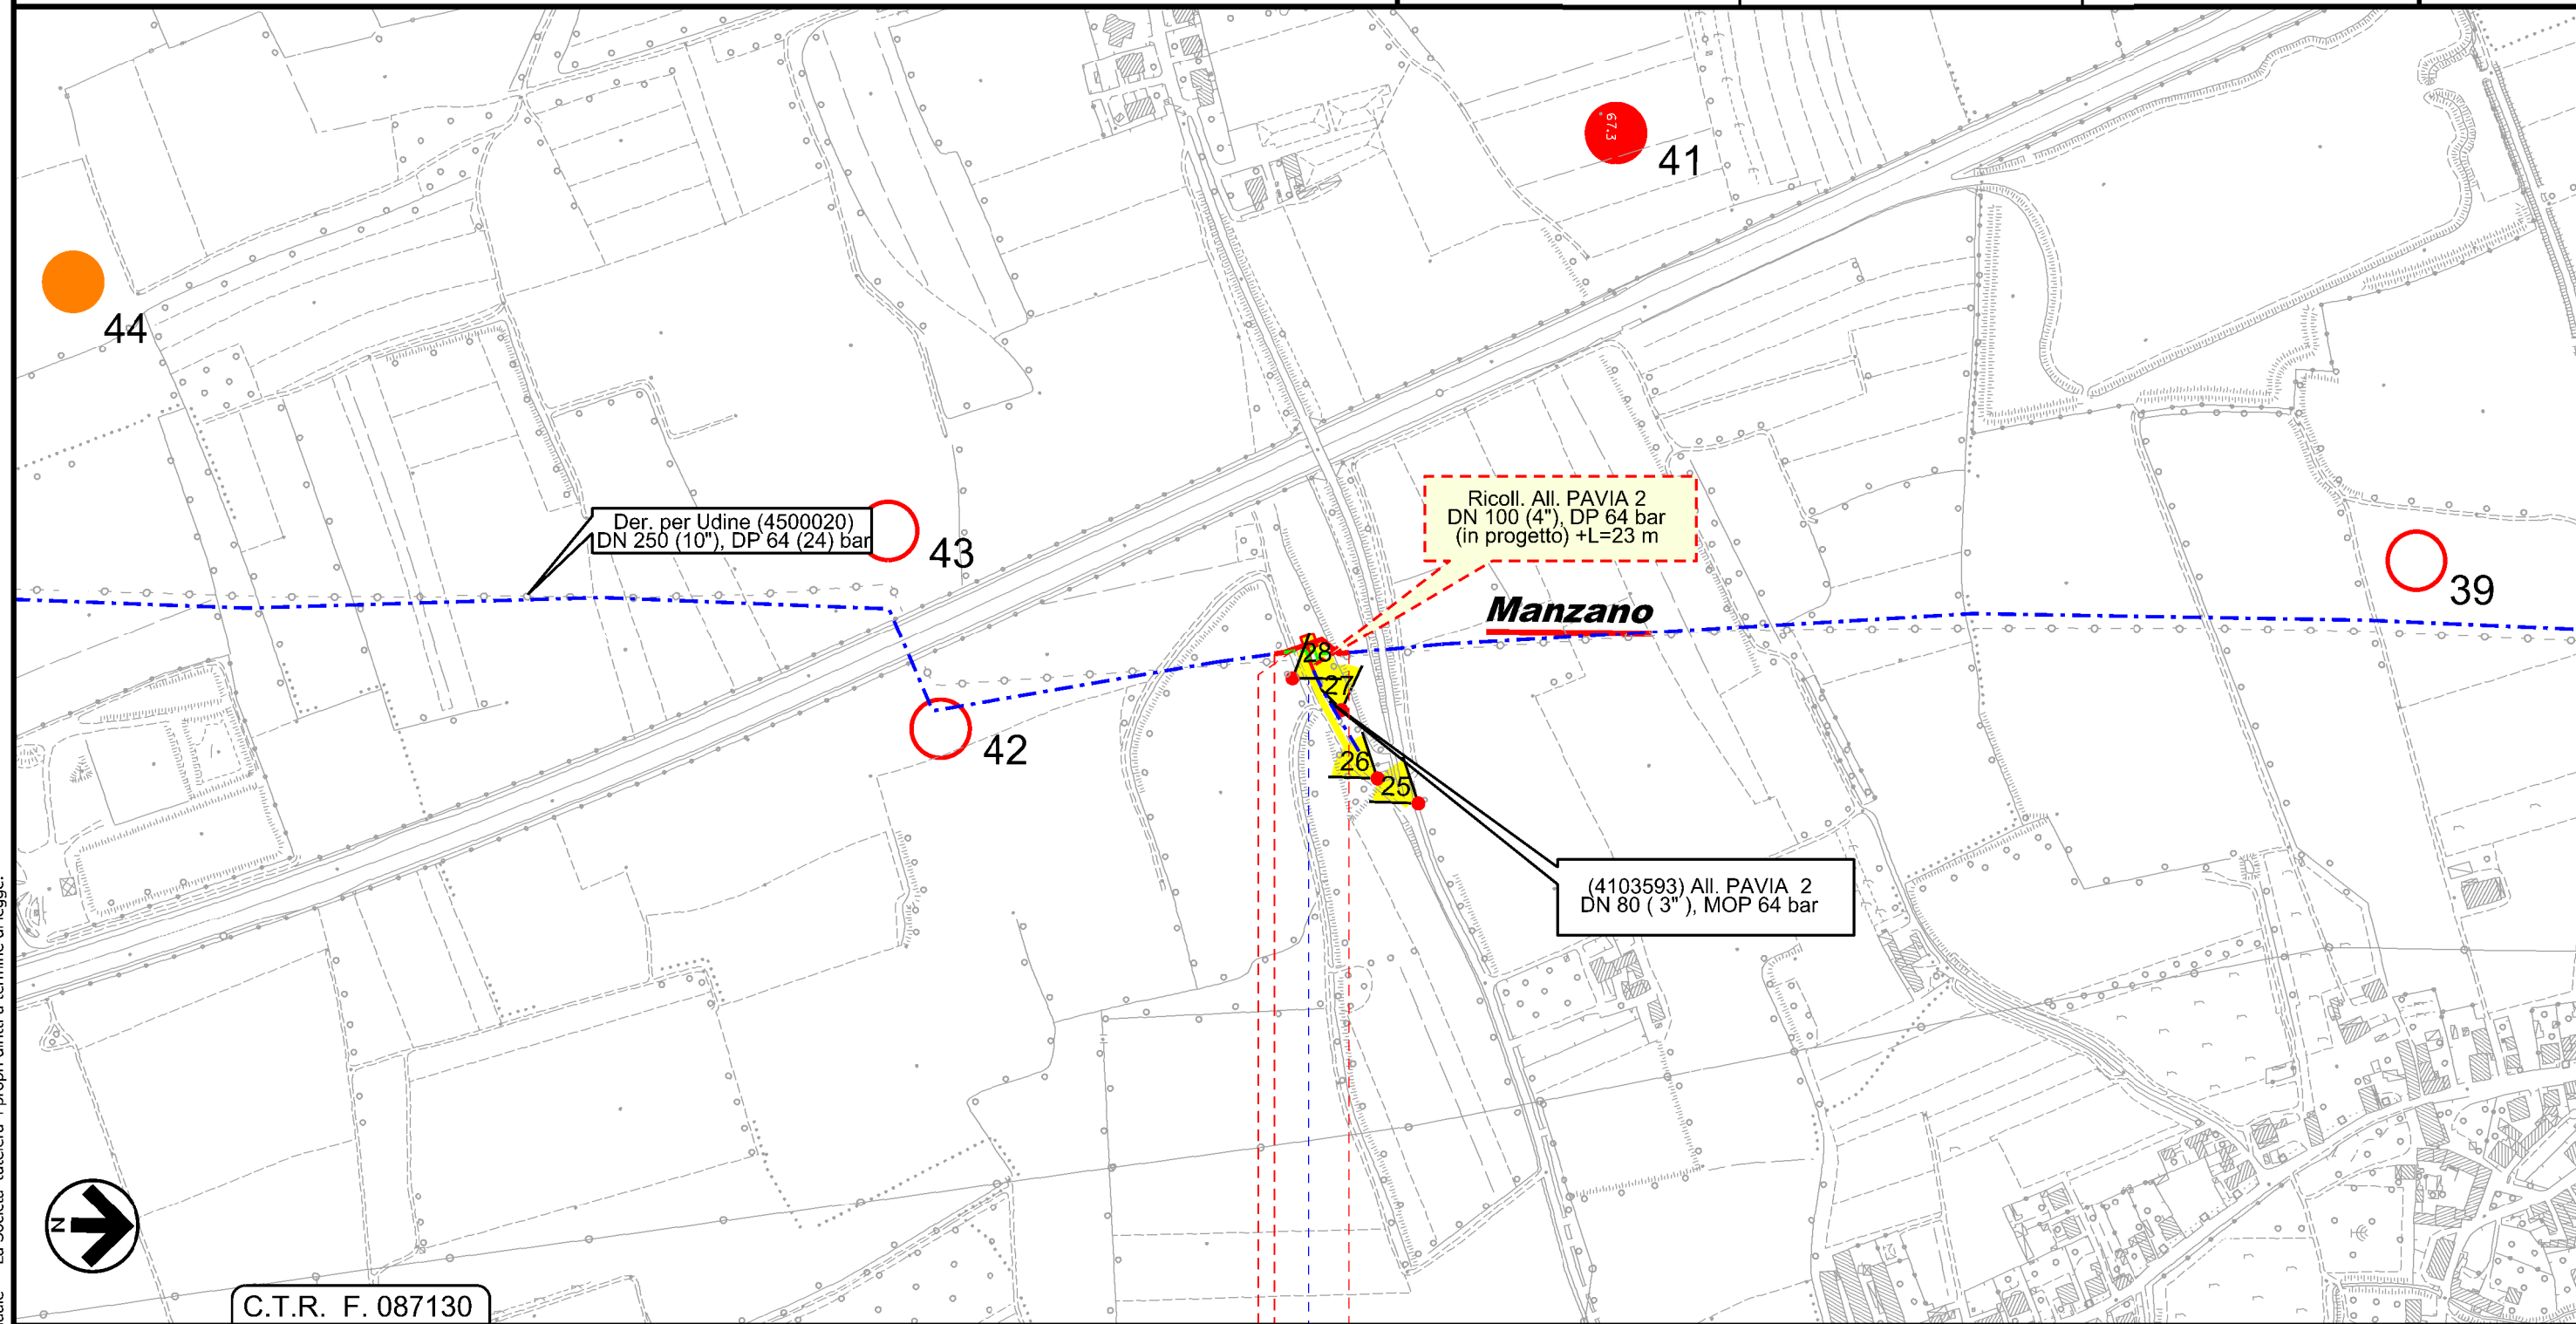 67.3
41
44
Der. per Udine (4500020)
DN 250 (10"), DP 64 (24) bar
43
Ricoll. All. PAVIA 2
DN 100 (4"), DP 64 bar
(in progetto) +L=23 m
Manzano
39
28
27
42
26
25
(4103593) All. PAVIA 2
DN 80 ( 3" ), MOP 64 bar
N
C.T.R. F. 087130